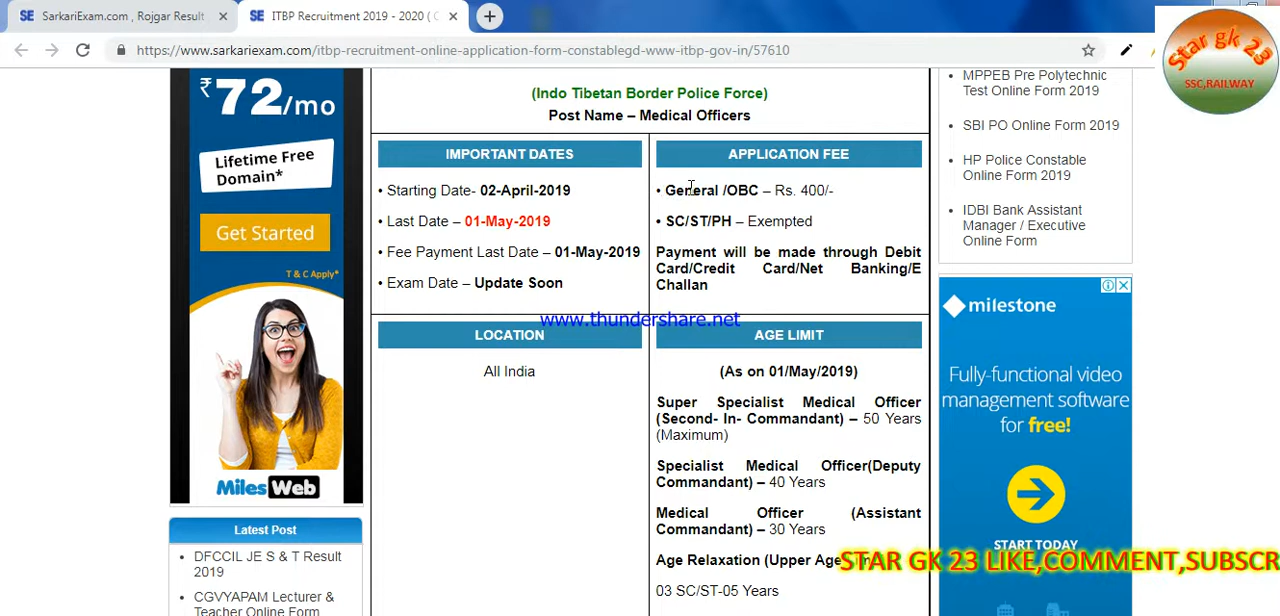 SarkariExam.com , Rojgar Result
ITBP Recruitment 2019 - 2020 (
https://www.sarkariexam.com/itbp-recruitment-online-application-form-constablegd-www-itbp-gov-in/57610
Star gk 23
SSC,RAILWAY
₹72/mo
Lifetime Free
Domain*
Get Started
T & C Apply*
Miles Web
Latest Post
• DFCCIL JE S & T Result
2019
• CGVYAPAM Lecturer &
Teacher Online Form
(Indo Tibetan Border Police Force)
Post Name – Medical Officers
IMPORTANT DATES
• Starting Date- 02-April-2019
• Last Date – 01-May-2019
• Fee Payment Last Date – 01-May-2019
• Exam Date – Update Soon
APPLICATION FEE
• General /OBC – Rs. 400/-
• SC/ST/PH – Exempted
Payment will be made through Debit
Card/Credit Card/Net Banking/E
Challan
www.thundershare.net
LOCATION
All India
AGE LIMIT
(As on 01/May/2019)
Super Specialist Medical Officer
(Second- In- Commandant) – 50 Years
(Maximum)
Specialist Medical Officer(Deputy
Commandant) – 40 Years
Medical Officer (Assistant
Commandant) – 30 Years
Age Relaxation (Upper Age
03 SC/ST-05 Years
MPPEB Pre Polytechnic
Test Online Form 2019
• SBI PO Online Form 2019
• HP Police Constable
Online Form 2019
• IDBI Bank Assistant
Manager / Executive
Online Form
milestone
Fully-functional video
management software
for free!
START TODAY
STAR GK 23 LIKE,COMMENT,SUBSCR